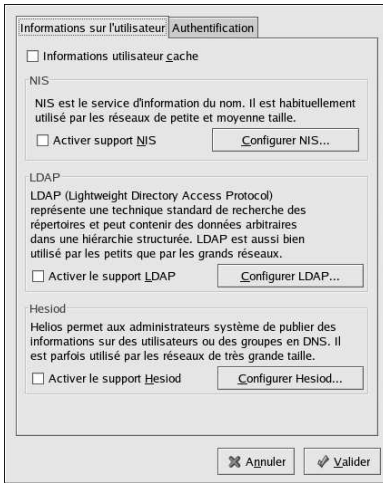 Informations sur l'utilisateur Authentification
Informations utilisateur cache
NIS
NIS est le service d'information du nom. Il est habituellement
utilisé par les réseaux de petite et moyenne taille.
Activer support NIS Configurer NIS...
LDAP
LDAP (Lightweight Directory Access Protocol)
représente une technique standard de recherche des
répertoires et peut contenir des données arbitraires
dans une hiérarchie structurée. LDAP est aussi bien
utilisé par les petits que par les grands réseaux.
Activer le support LDAP Configurer LDAP...
Hesiod
Helios permet aux administrateurs système de publier des
informations sur des utilisateurs ou des groupes en DNS. Il
est parfois utilisé par les réseaux de très grande taille.
Activer le support Hesiod Configurer Hesiod...
Annuler Valider